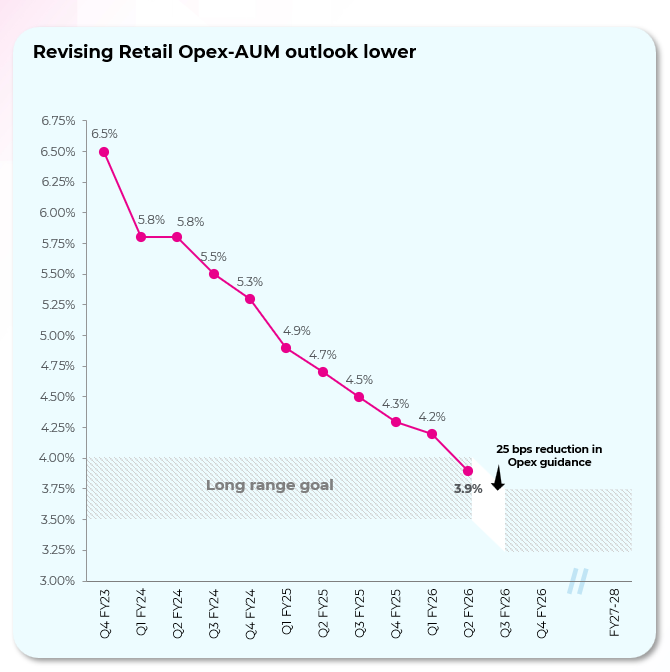 Revising Retail Opex-AUM outlook lower
6.75%
6.50%
6.25%
6.00%
5.75%
5.50%
5.25%
5.00%
4.75%
4.50%
4.25%
4.00%
3.75%
3.50%
3.25%
3.00%
6.5%
5.8%
5.8%
5.5%
5.3%
4.9%
4.7%
4.5%
4.3%
4.2%
3.9%
25 bps reduction in
Opex guidance
Long range goal
Q4 FY23
Q1 FY24
Q2 FY24
Q3 FY24
Q4 FY24
Q1 FY25
Q2 FY25
Q3 FY25
Q4 FY25
Q1 FY26
Q2 FY26
Q3 FY26
Q4 FY26
FY27-28